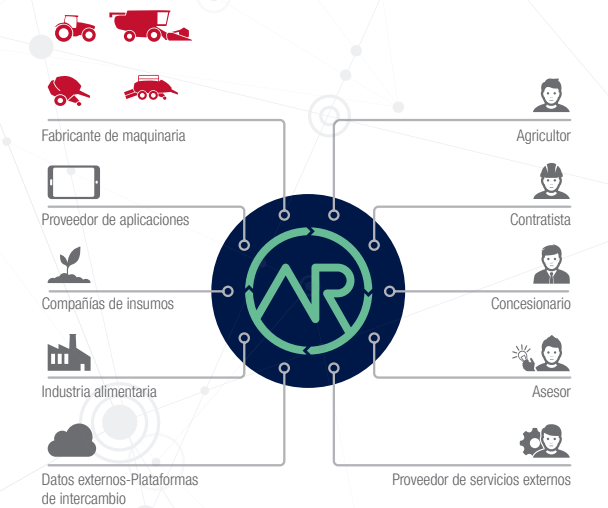 Fabricante de maquinaria
Proveedor de aplicaciones
Compañías de insumos
Industria alimentaria
Datos externos-Plataformas
de intercambio
AR
Agricultor
Contratista
Concesionario
Asesor
Proveedor de servicios externos